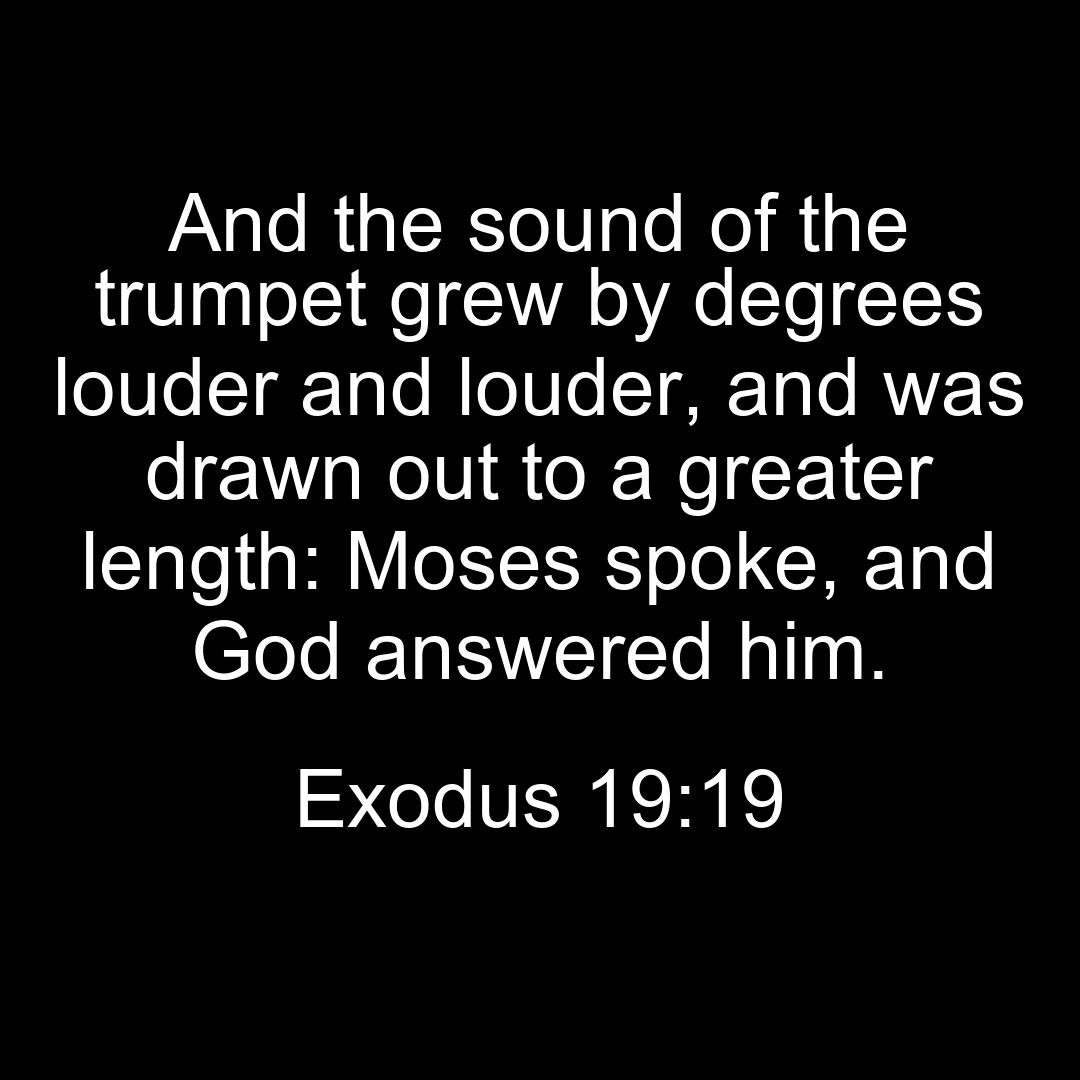 And the sound of the
trumpet grew by degrees
louder and louder, and was
drawn out to a greater
length: Moses spoke, and
God answered him.
Exodus 19:19